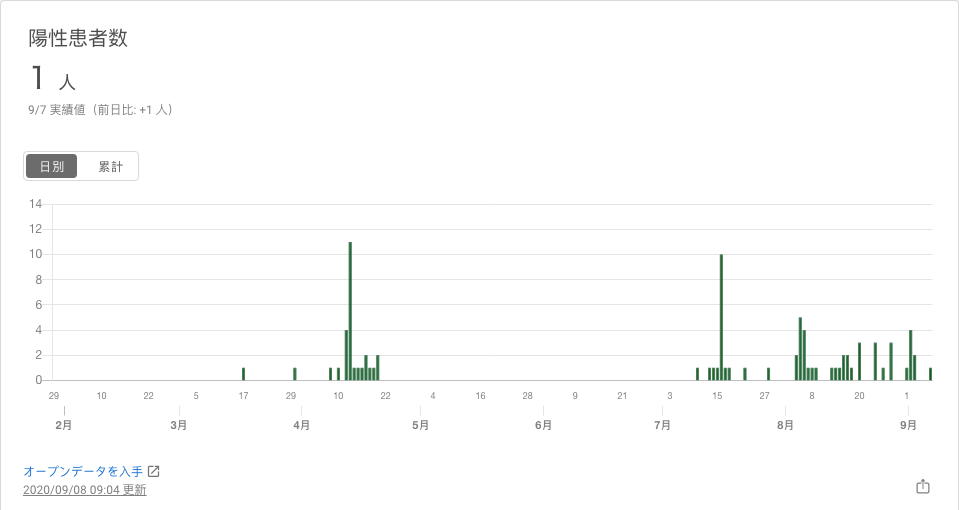 陽性患者数
1 人
9/7 実績値（前日比: +1 人）
日別 累計
14
12
10
8
6
4
2
0
29 10 22 5 17 29 10 22 4 16 28 9 21 3 15 27 8 20 1
2月 3月 4月 5月 6月 7月 8月 9月
オープンデータを入手
2020/09/08 09:04 更新